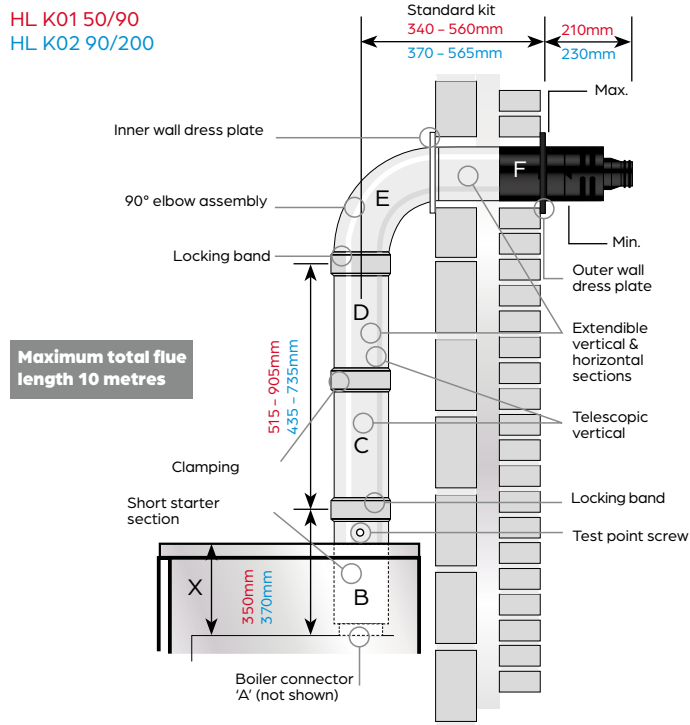 HL K01 50/90
HL K02 90/200
Standard kit
340 – 560mm
370 – 565mm
210mm
230mm
Max.
Inner wall dress plate
F
90° elbow assembly
E
Min.
Locking band
Outer wall
dress plate
D
Extendible
vertical &
horizontal
sections
Maximum total flue
length 10 metres
515 – 905mm
435 – 735mm
Telescopic
vertical
C
Clamping
Short starter
section
Locking band
Test point screw
X
350mm
370mm
B
Boiler connector
'A' (not shown)